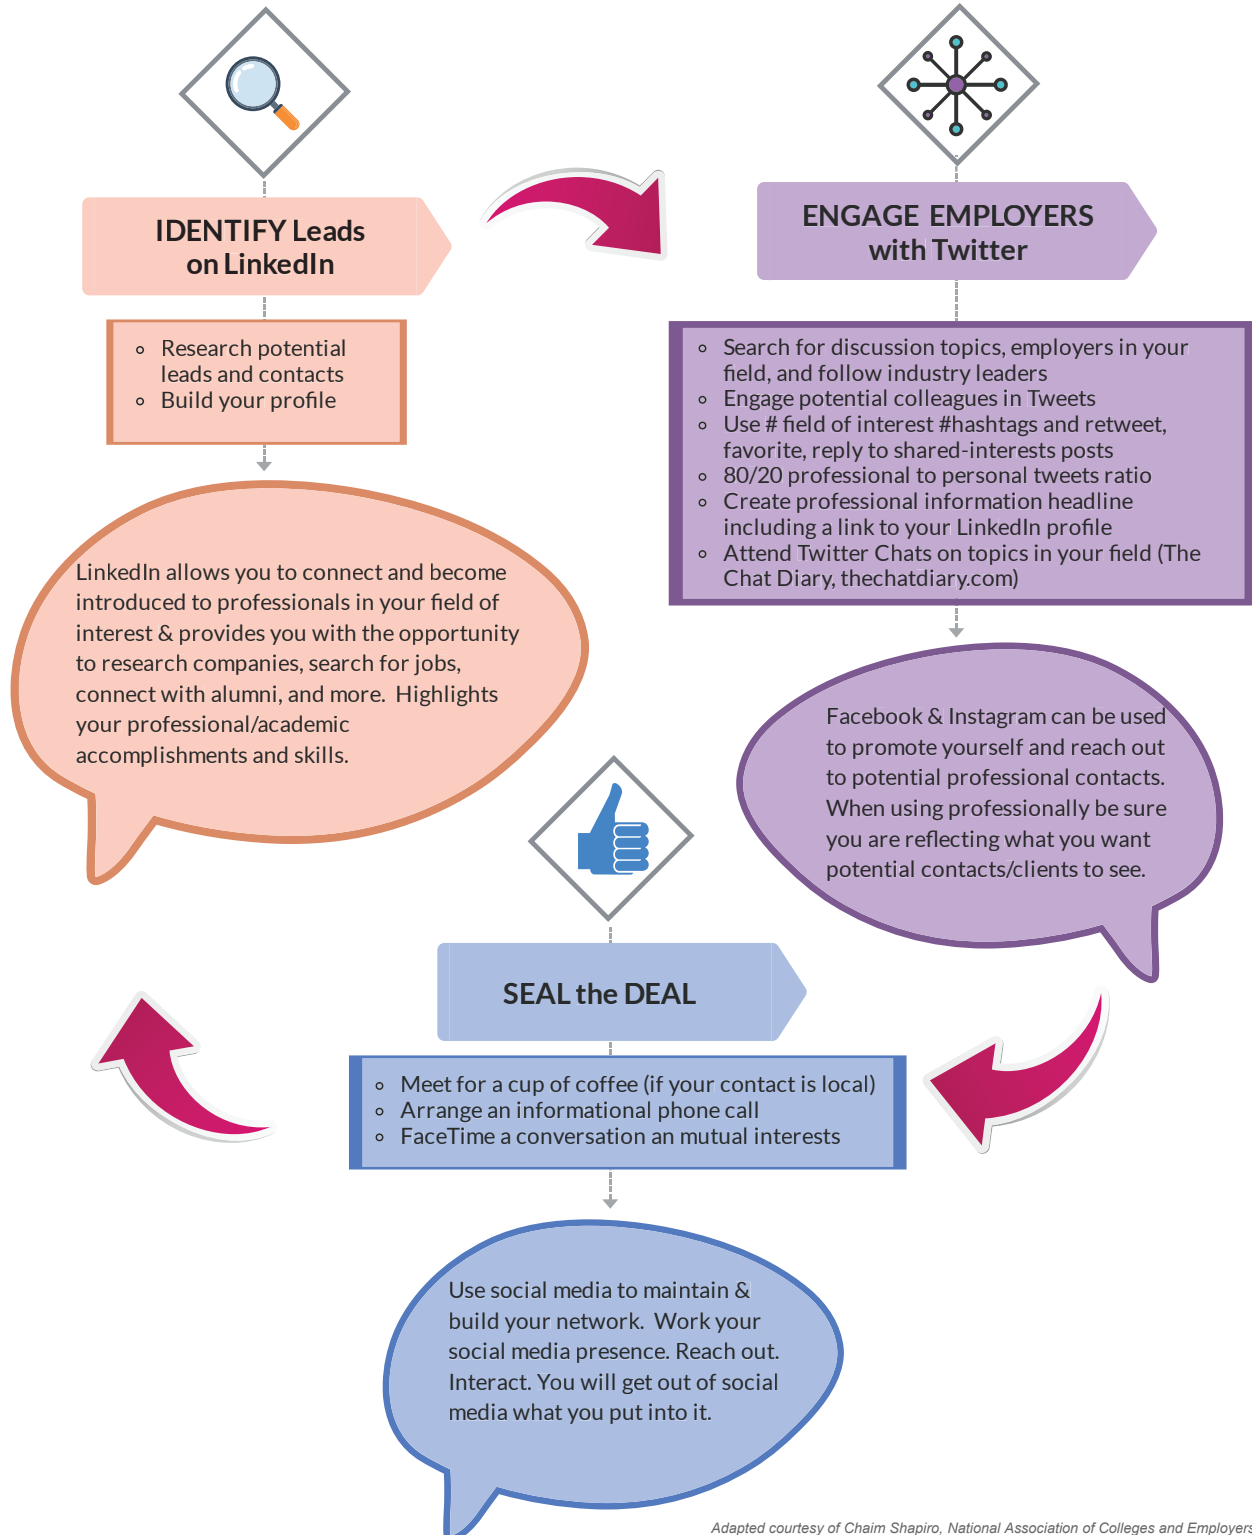 IDENTIFY Leads
on LinkedIn
Research potential
leads and contacts
Build your profile
LinkedIn allows you to connect and become
introduced to professionals in your field of
interest & provides you with the opportunity
to research companies, search for jobs,
connect with alumni, and more.  Highlights
your professional/academic
accomplishments and skills.
ENGAGE EMPLOYERS
with Twitter
Search for discussion topics, employers in your
field, and follow industry leaders
Engage potential colleagues in Tweets
Use # field of interest #hashtags and retweet,
favorite, reply to shared-interests posts
80/20 professional to personal tweets ratio
Create professional information headline
including a link to your LinkedIn profile
Attend Twitter Chats on topics in your field (The
Chat Diary, thechatdiary.com)
Facebook & Instagram can be used
to promote yourself and reach out
to potential professional contacts.
When using professionally be sure
you are reflecting what you want
potential contacts/clients to see.
SEAL the DEAL
Meet for a cup of coffee (if your contact is local)
Arrange an informational phone call
FaceTime a conversation an mutual interests
Use social media to maintain &
build your network.  Work your
social media presence. Reach out.
Interact. You will get out of social
media what you put into it.
Adapted courtesy of Chaim Shapiro, National Association of Colleges and Employers